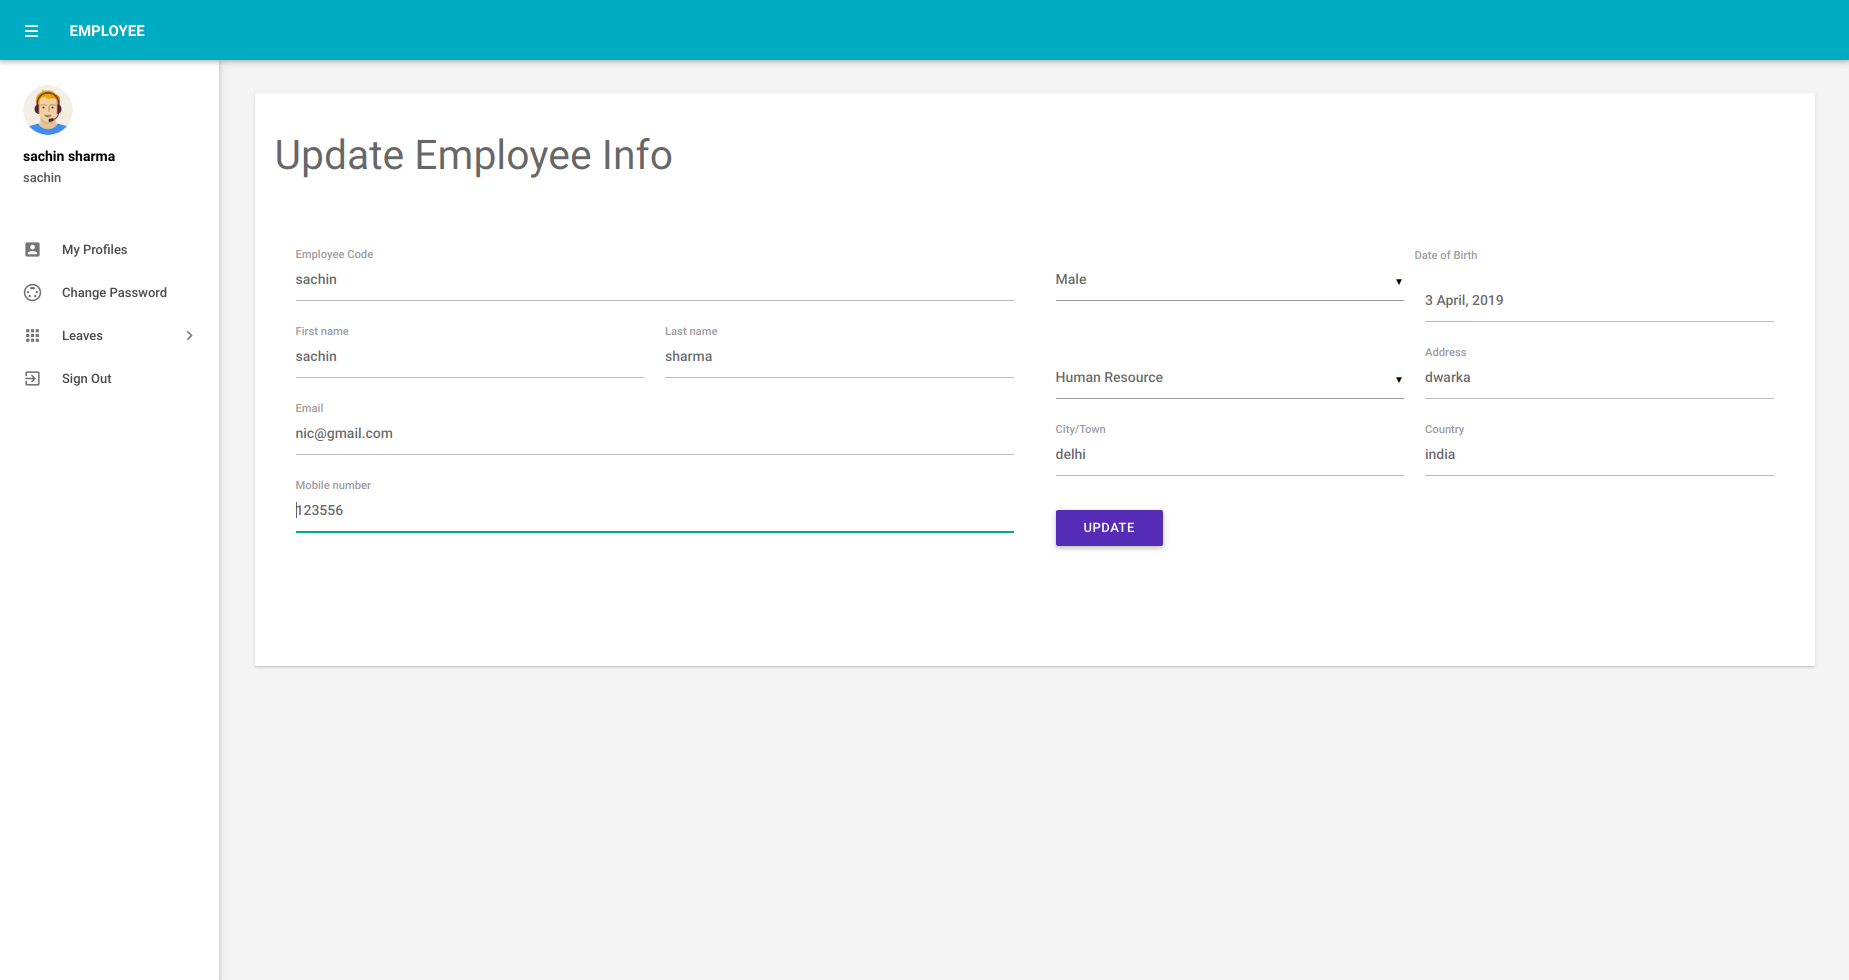 EMPLOYEE
sachin sharma
sachin
My Profiles
Change Password
Leaves
Sign Out
Update Employee Info
Employee Code
sachin
First name
sachin
Last name
sharma
Email
nic@gmail.com
Mobile number
123556
Male
Date of Birth
3 April, 2019
Human Resource
Address
dwarka
City/Town
delhi
Country
india
UPDATE